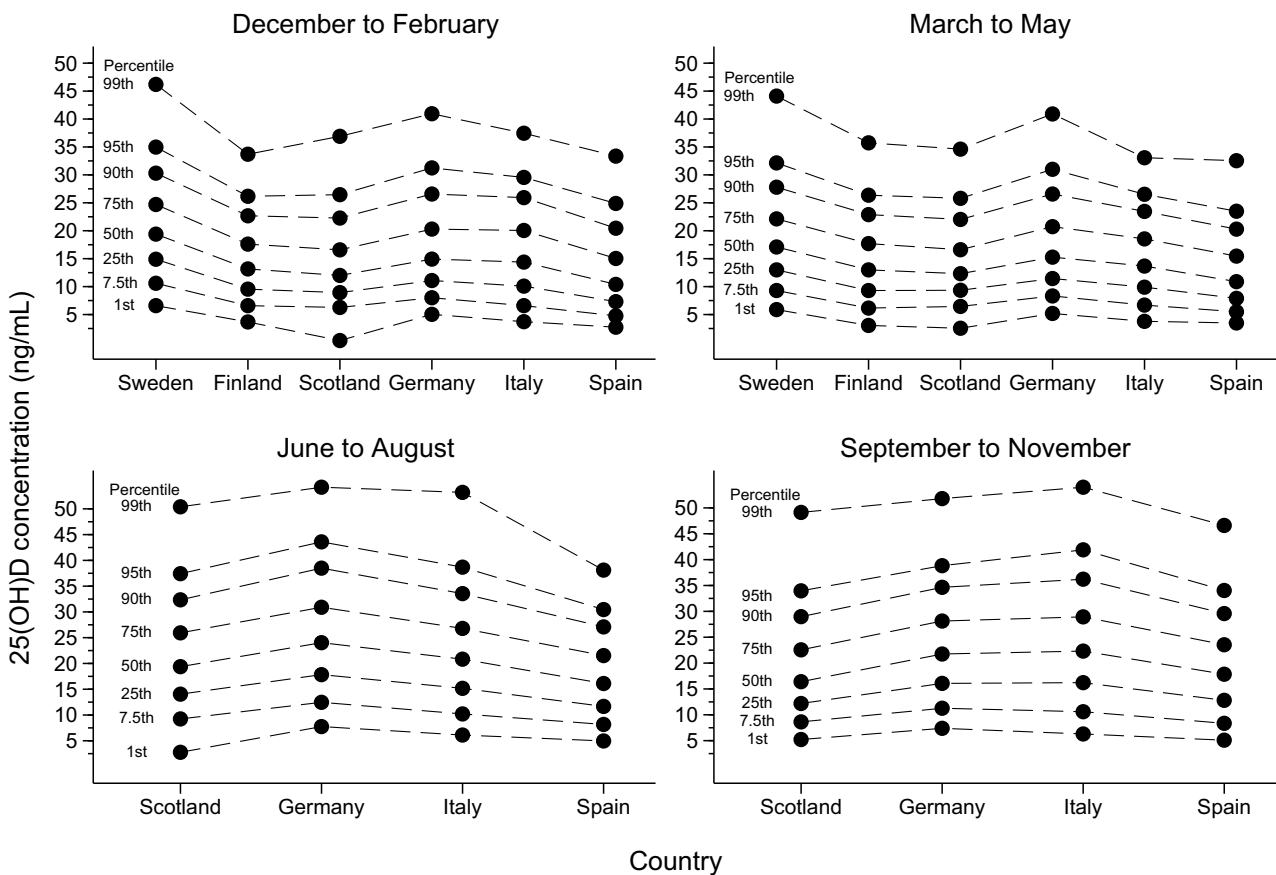 December to February
Percentile
99th
95th
90th
75th
50th
25th
7.5th
1st
50
45
40
35
30
25
20
15
10
5
Sweden Finland Scotland Germany Italy Spain
March to May
Percentile
99th
95th
90th
75th
50th
25th
7.5th
1st
50
45
40
35
30
25
20
15
10
5
Sweden Finland Scotland Germany Italy Spain
June to August
Percentile
99th
95th
90th
75th
50th
25th
7.5th
1st
50
45
40
35
30
25
20
15
10
5
Scotland Germany Italy Spain
September to November
Percentile
99th
95th
90th
75th
50th
25th
7.5th
1st
50
45
40
35
30
25
20
15
10
5
Scotland Germany Italy Spain
25(OH)D concentration (ng/mL)
Country